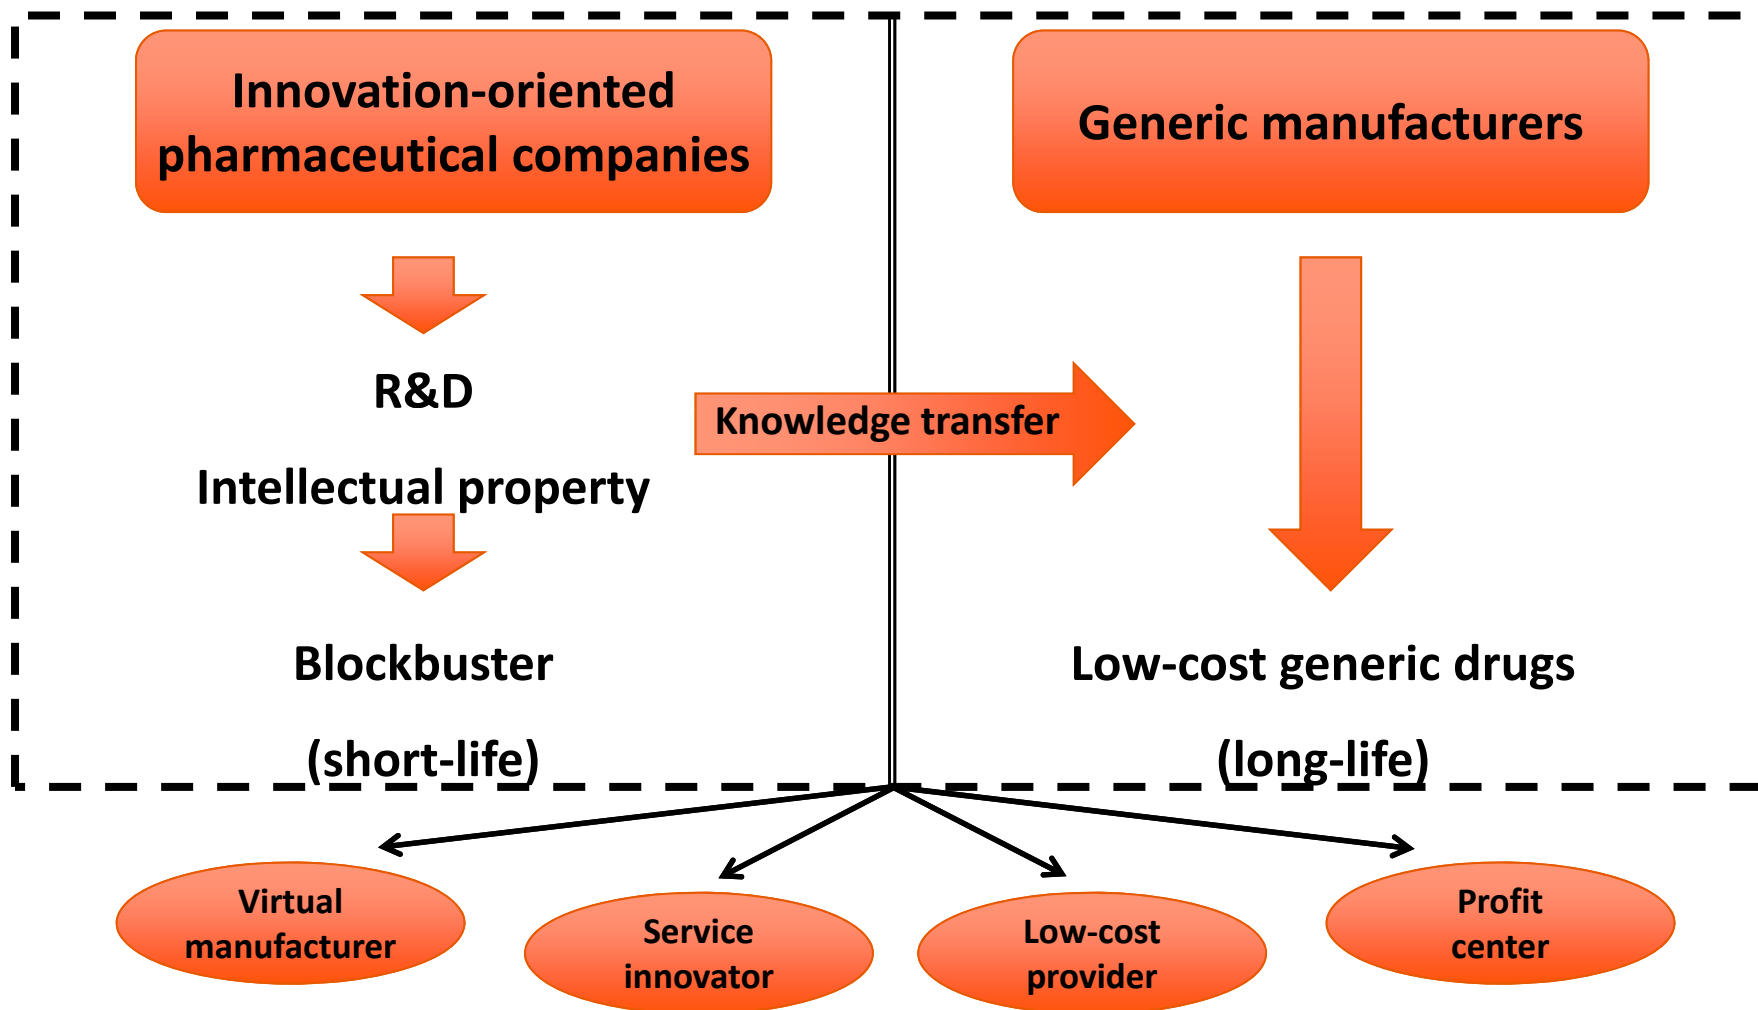 Innovation-oriented
pharmaceutical companies
Generic manufacturers
R&D
Knowledge transfer
Intellectual property
Blockbuster
(short-life)
Low-cost generic drugs
(long-life)
Virtual
manufacturer
Service
innovator
Low-cost
provider
Profit
center